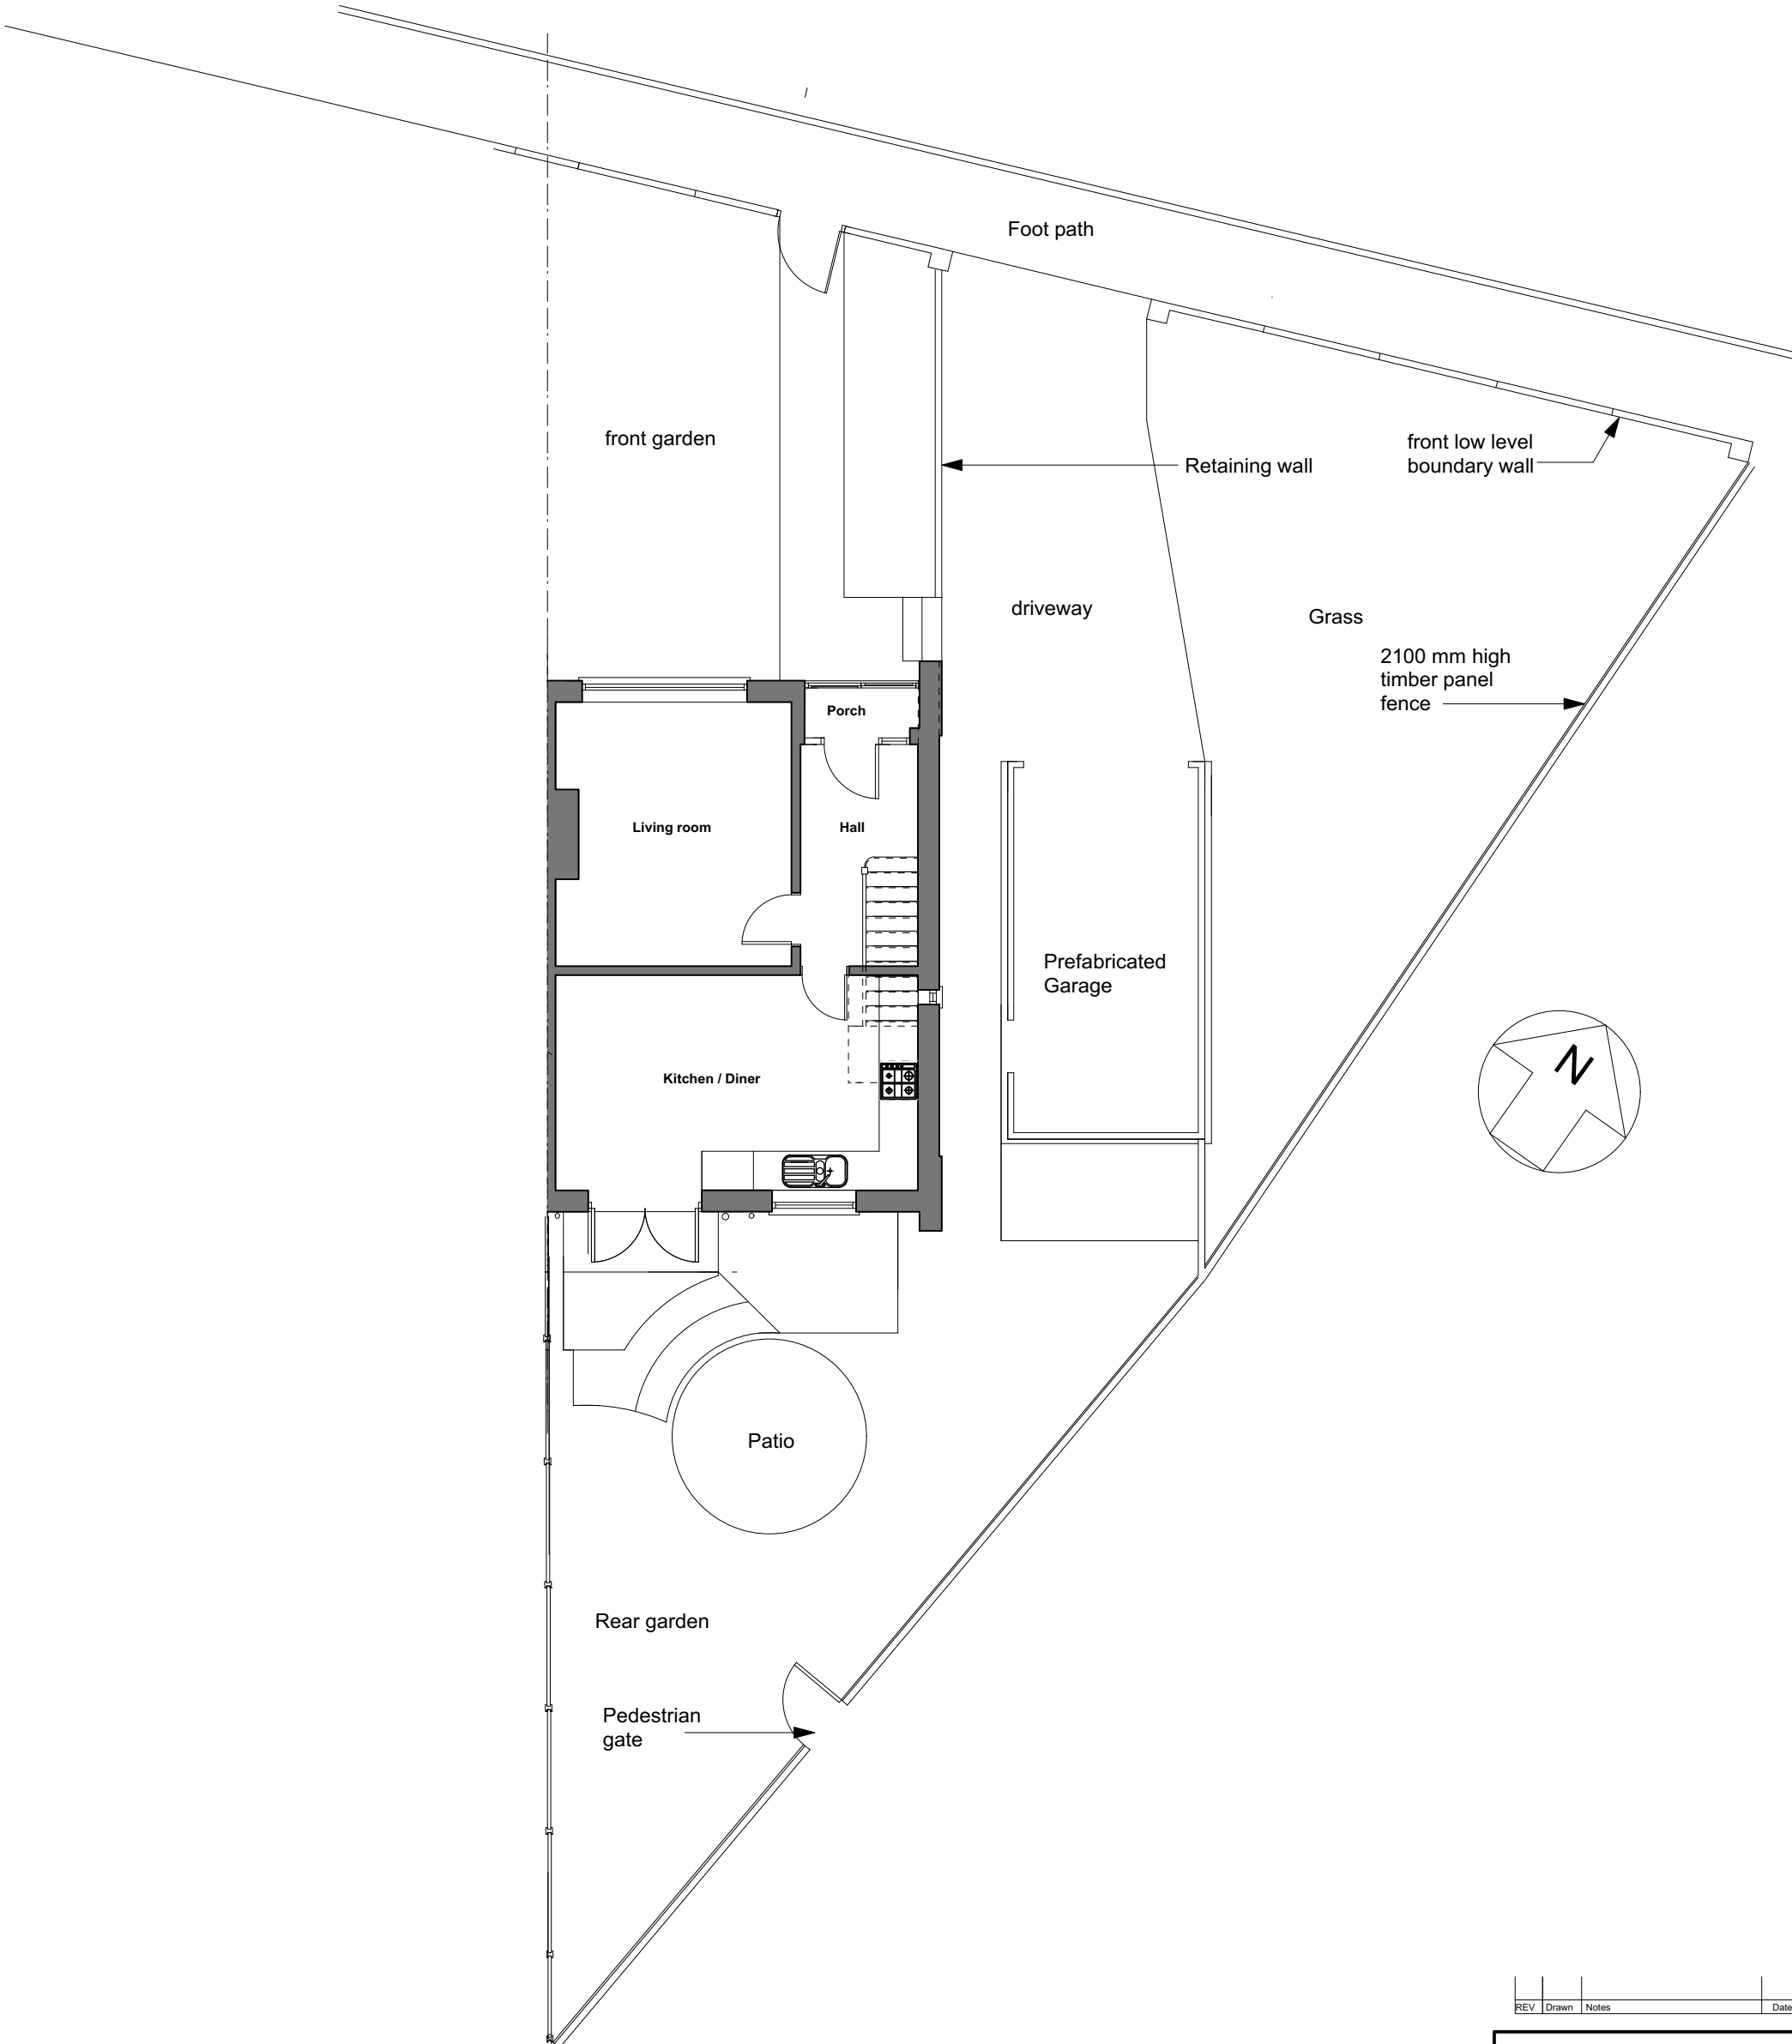 Foot path
front garden
front low level
boundary wall
Retaining wall
driveway
Grass
2100 mm high
timber panel
fence
Porch
Living room
Hall
Prefabricated
Garage
N
Kitchen / Diner
Patio
Rear garden
Pedestrian
gate
REV Drawn Notes Date